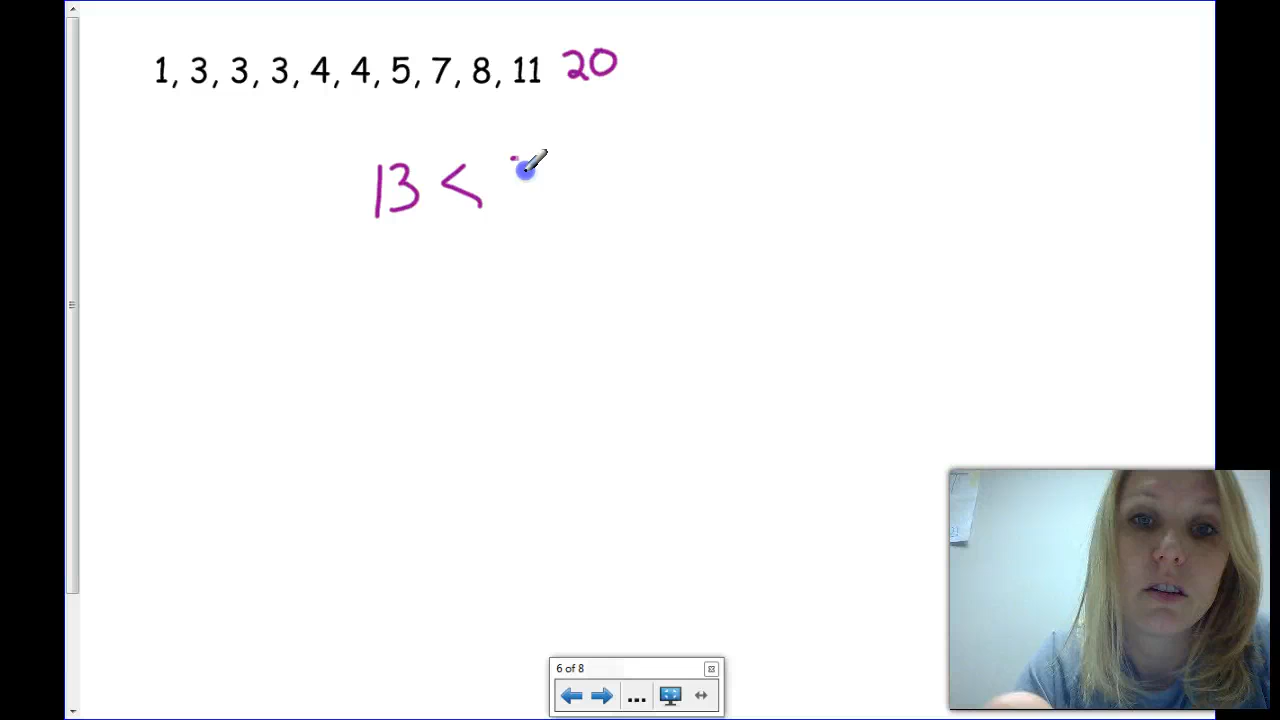 1, 3, 3, 3, 4, 4, 5, 7, 8, 11 20
13 <
6 of 8
...